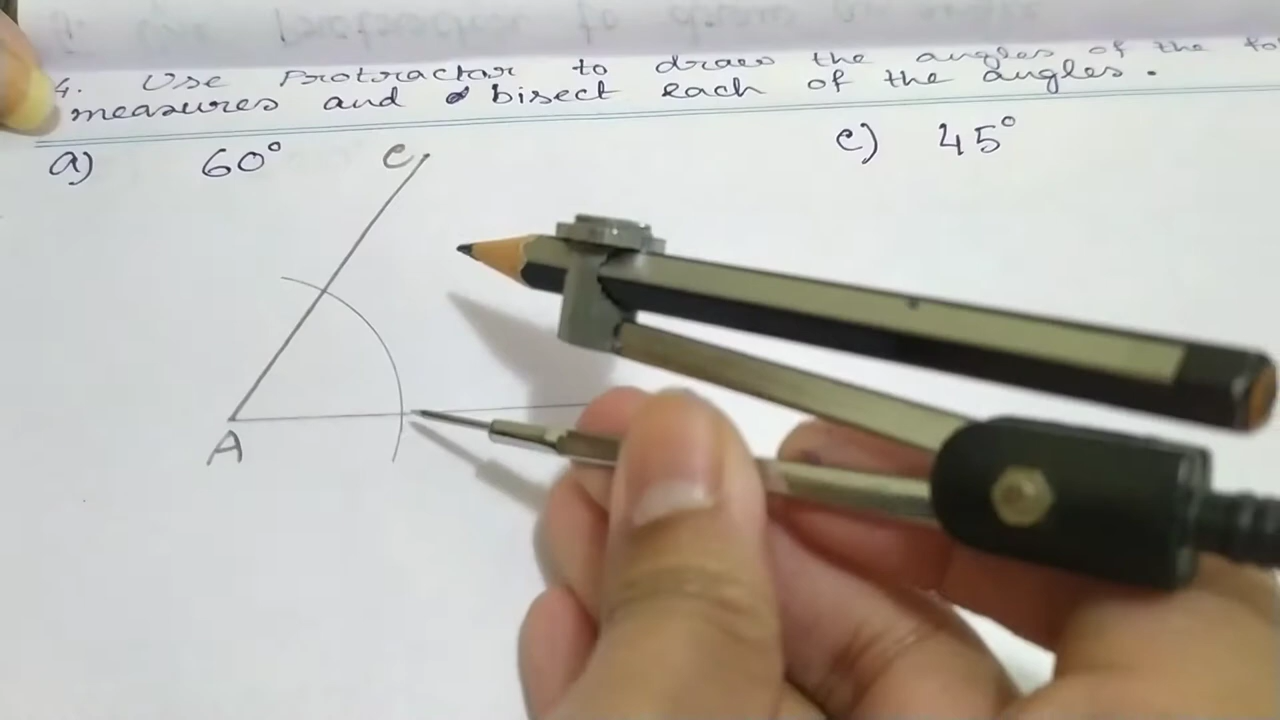 4. Use Protractor to draw the angles of the
measures and bisect each of the angles.
a) 60° c
e) 45°
A